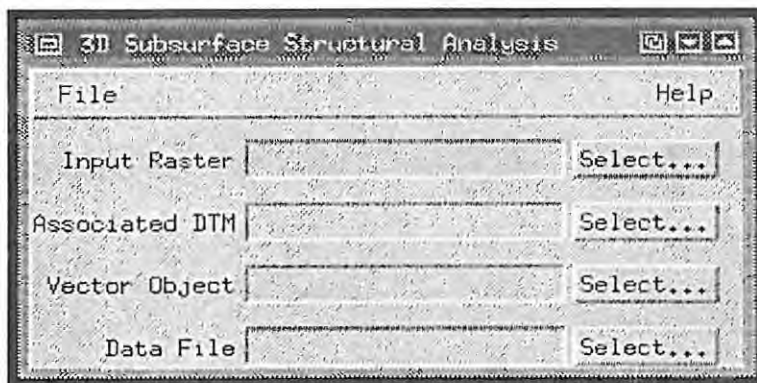 3D Subsurface Structural Analysis
File Help
Input Raster Select...
Associated DTM Select...
Vector Object Select...
Data File Select...